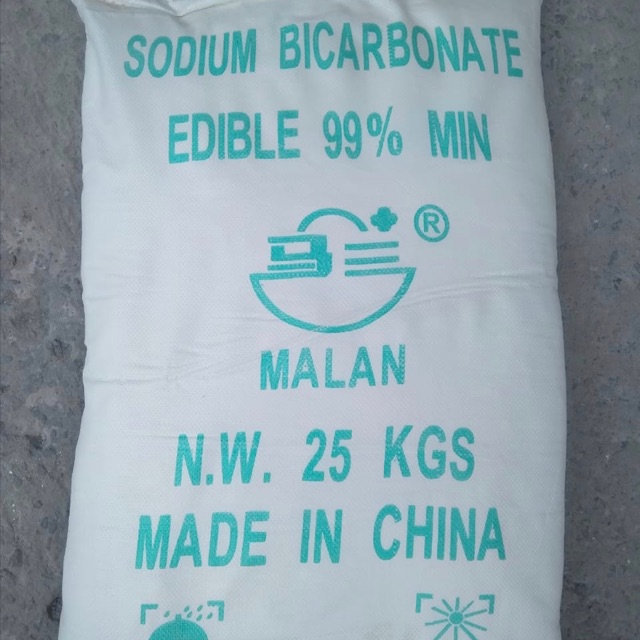 SODIUM BICARBONATE
EDIBLE 99% MIN
®
MALAN
N.W. 25 KGS
MADE IN CHINA